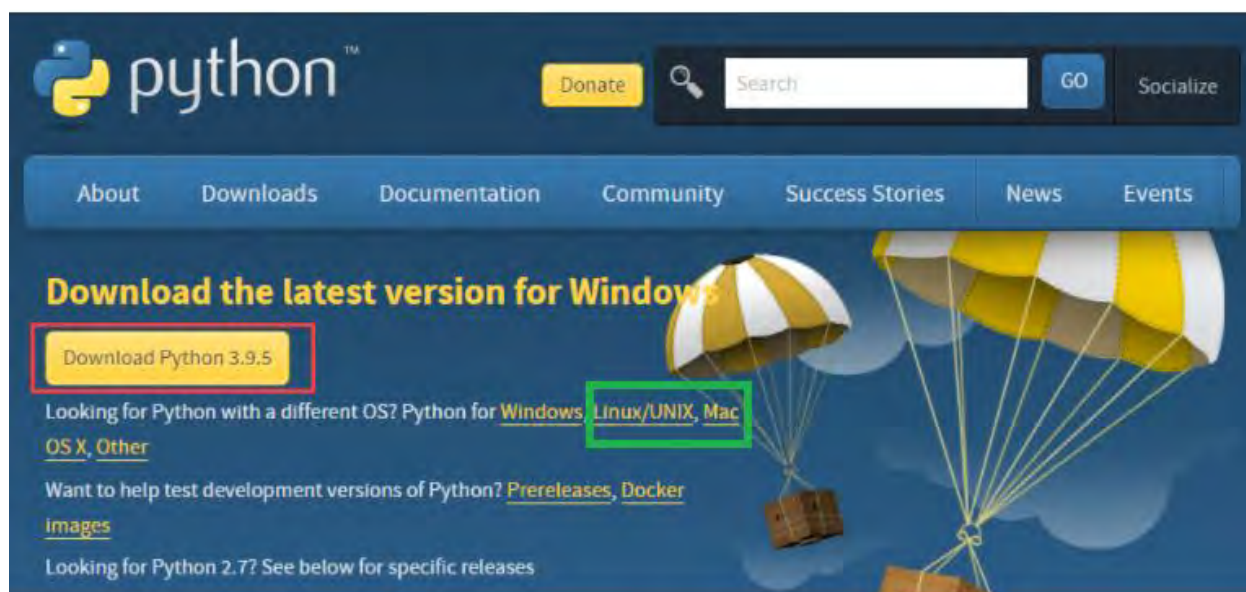 python™
Donate
Search
GO
Socialize
About Downloads Documentation Community Success Stories News Events
Download the latest version for Windows
Download Python 3.9.5
Looking for Python with a different OS? Python for Windows, Linux/UNIX, Mac
OS X, Other
Want to help test development versions of Python? Prereleases, Docker
images
Looking for Python 2.7? See below for specific releases